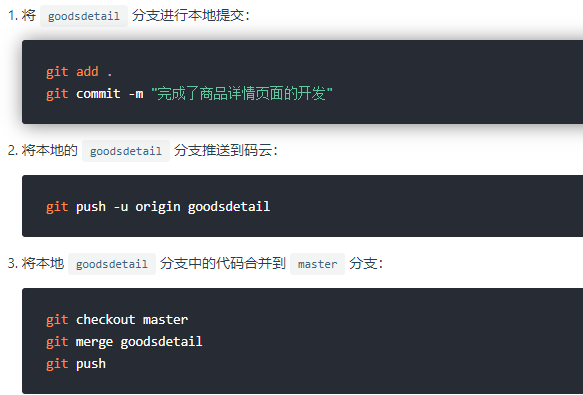 1. 将 goodsdetail 分支进行本地提交：
git add .
git commit -m "完成了商品详情页面的开发"
2. 将本地的 goodsdetail 分支推送到码云：
git push -u origin goodsdetail
3. 将本地 goodsdetail 分支中的代码合并到 master 分支：
git checkout master
git merge goodsdetail
git push